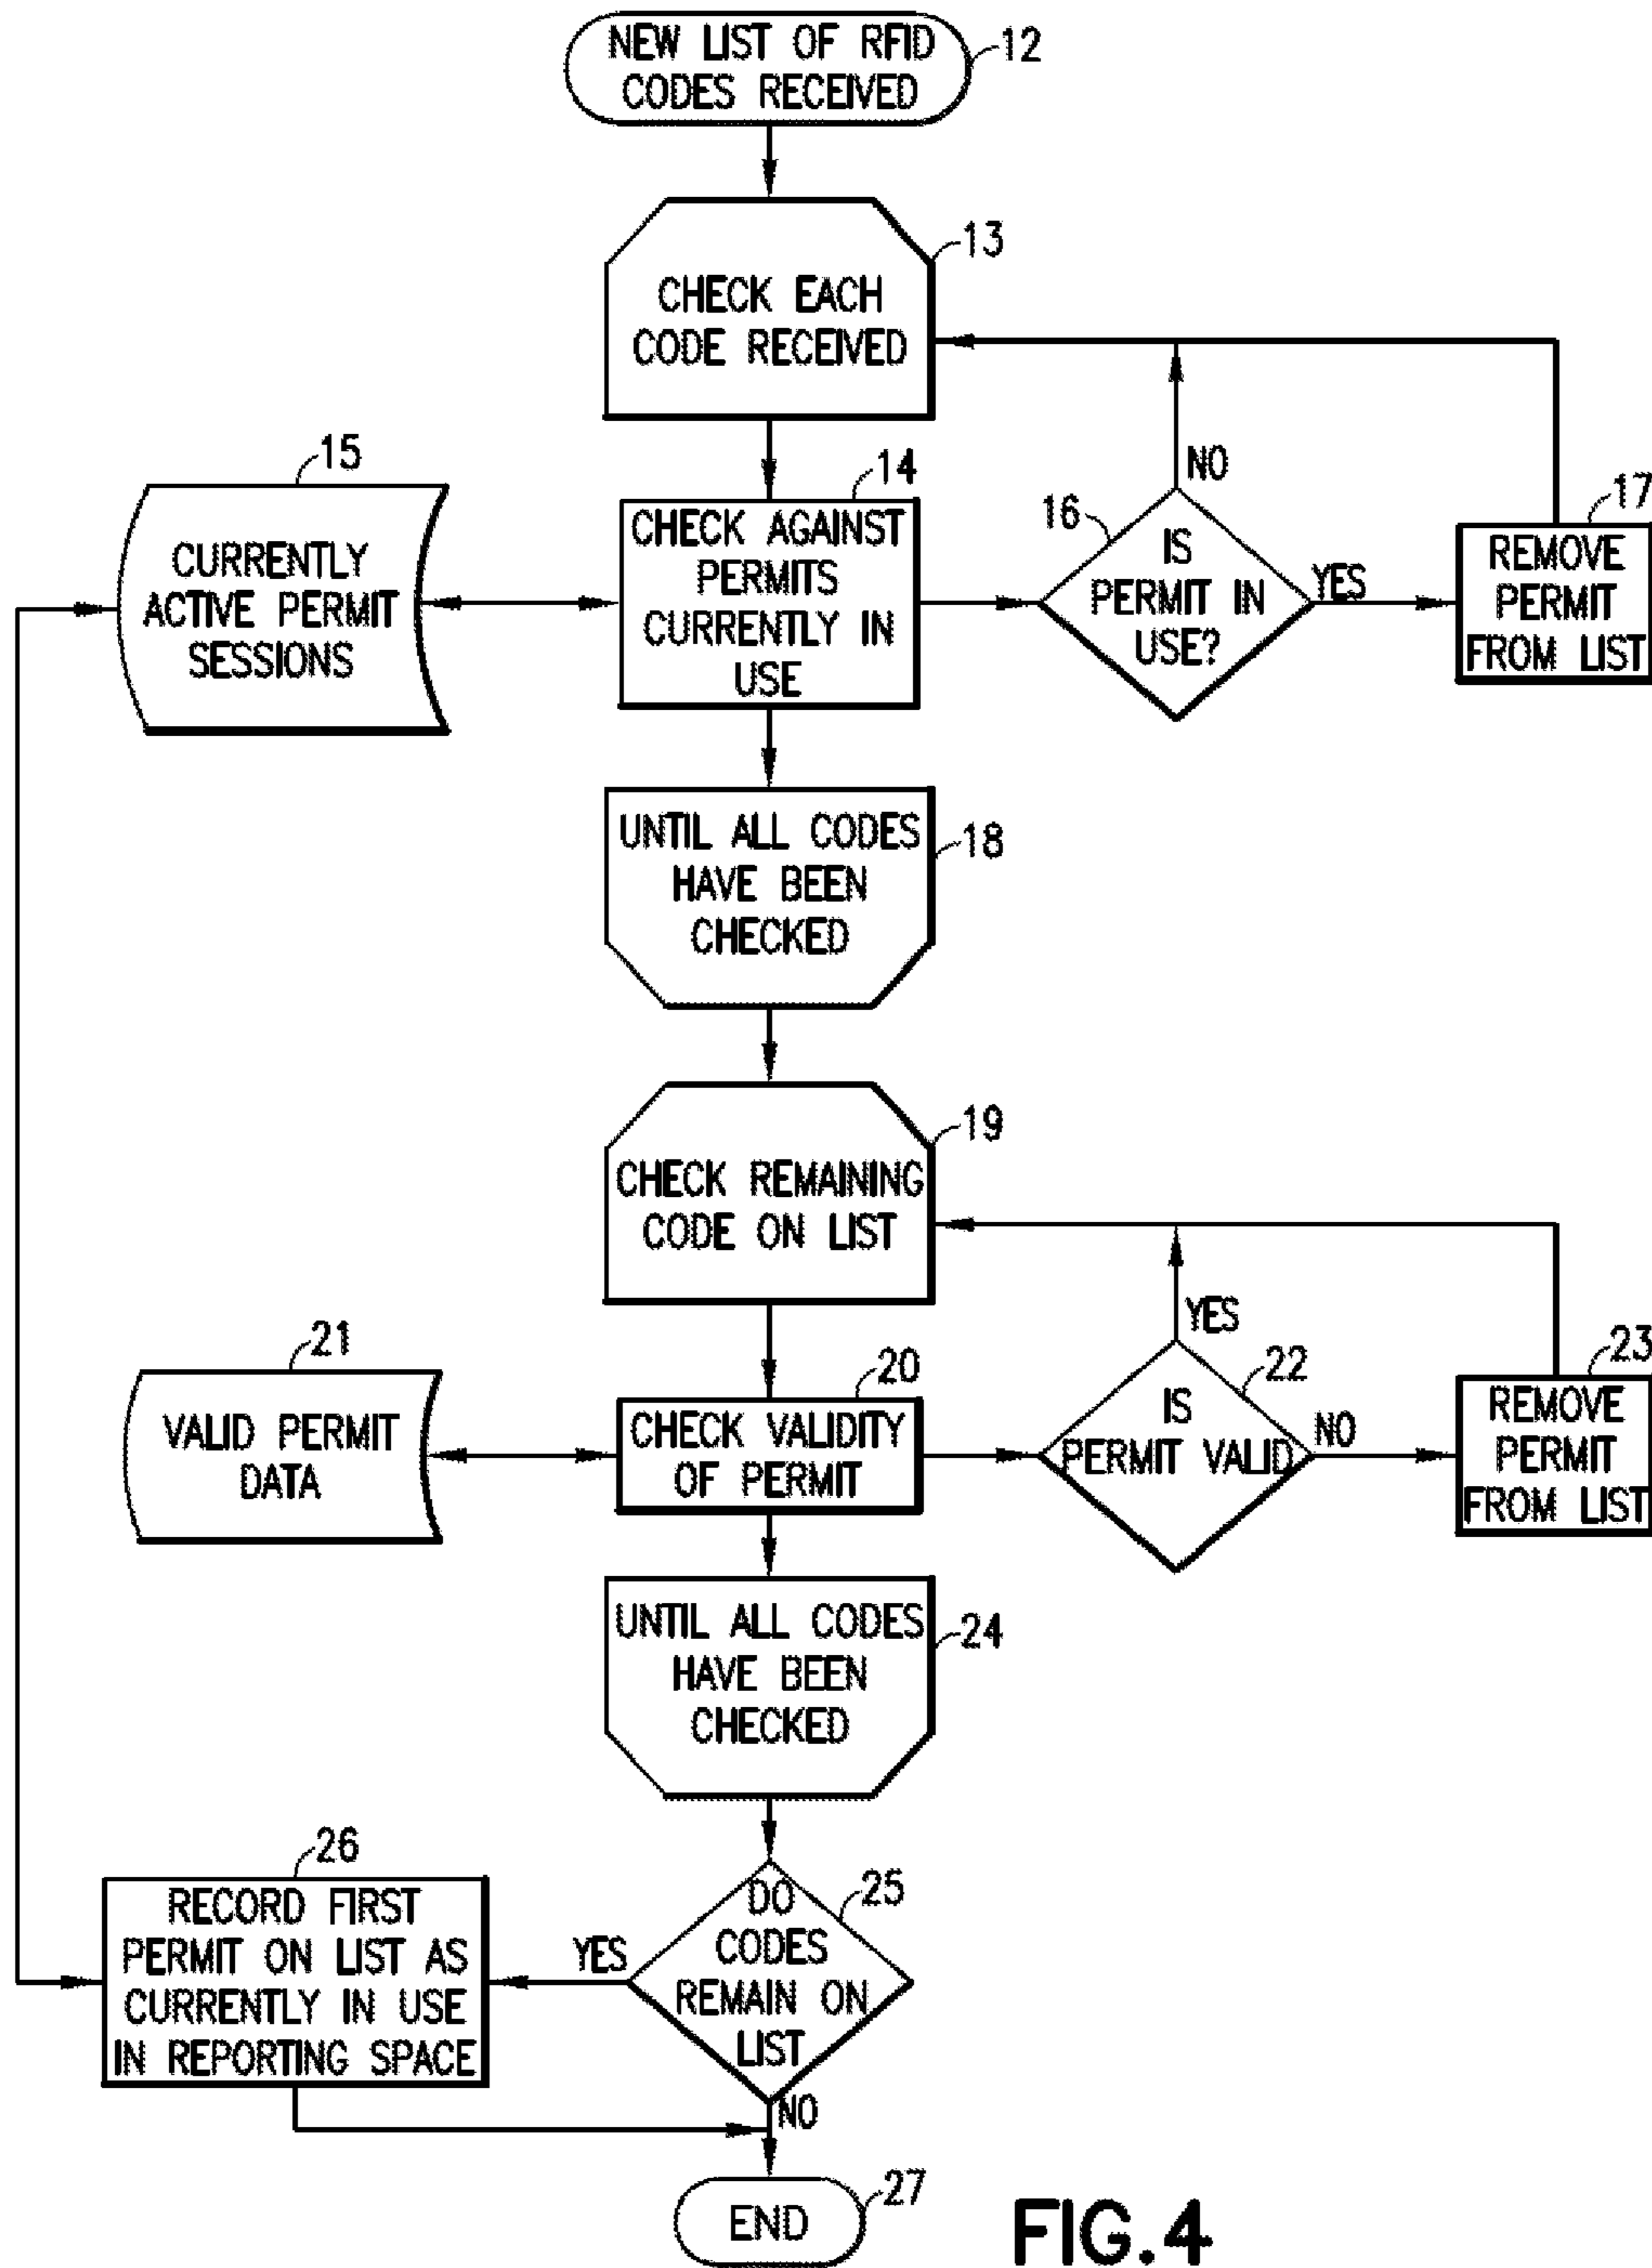 NEW LIST OF RFID
CODES RECEIVED
12
13
CHECK EACH
CODE RECEIVED
15
CURRENTLY
ACTIVE PERMIT
SESSIONS
14
CHECK AGAINST
PERMITS
CURRENTLY IN
USE
NO
16
IS
PERMIT IN
USE?
YES
17
REMOVE
PERMIT
FROM LIST
UNTIL ALL CODES
HAVE BEEN
CHECKED
18
19
CHECK REMAINING
CODE ON LIST
21
VALID PERMIT
DATA
20
CHECK VALIDITY
OF PERMIT
YES
22
IS
PERMIT VALID
NO
23
REMOVE
PERMIT
FROM LIST
UNTIL ALL CODES
HAVE BEEN
CHECKED
24
26
RECORD FIRST
PERMIT ON LIST AS
CURRENTLY IN USE
IN REPORTING SPACE
YES
25
DO
CODES
REMAIN ON
LIST
NO
END
27
FIG.4